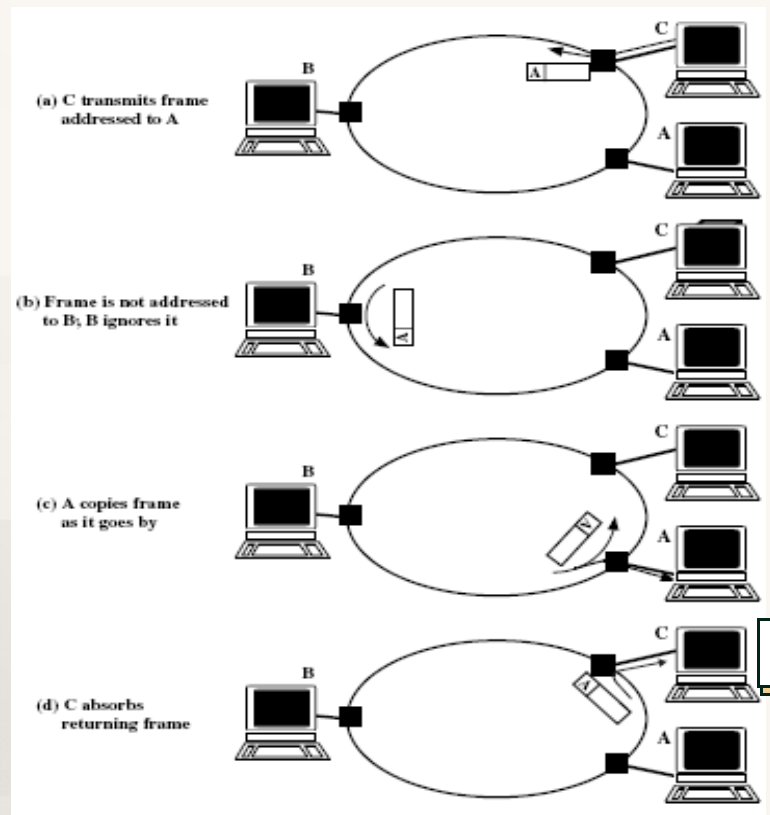 C
A
B
(a) C transmits frame
addressed to A
A
C
B
(b) Frame is not addressed
to B; B ignores it
A
A
C
B
(c) A copies frame
as it goes by
A
A
C
B
A
(d) C absorbs
returning frame
A